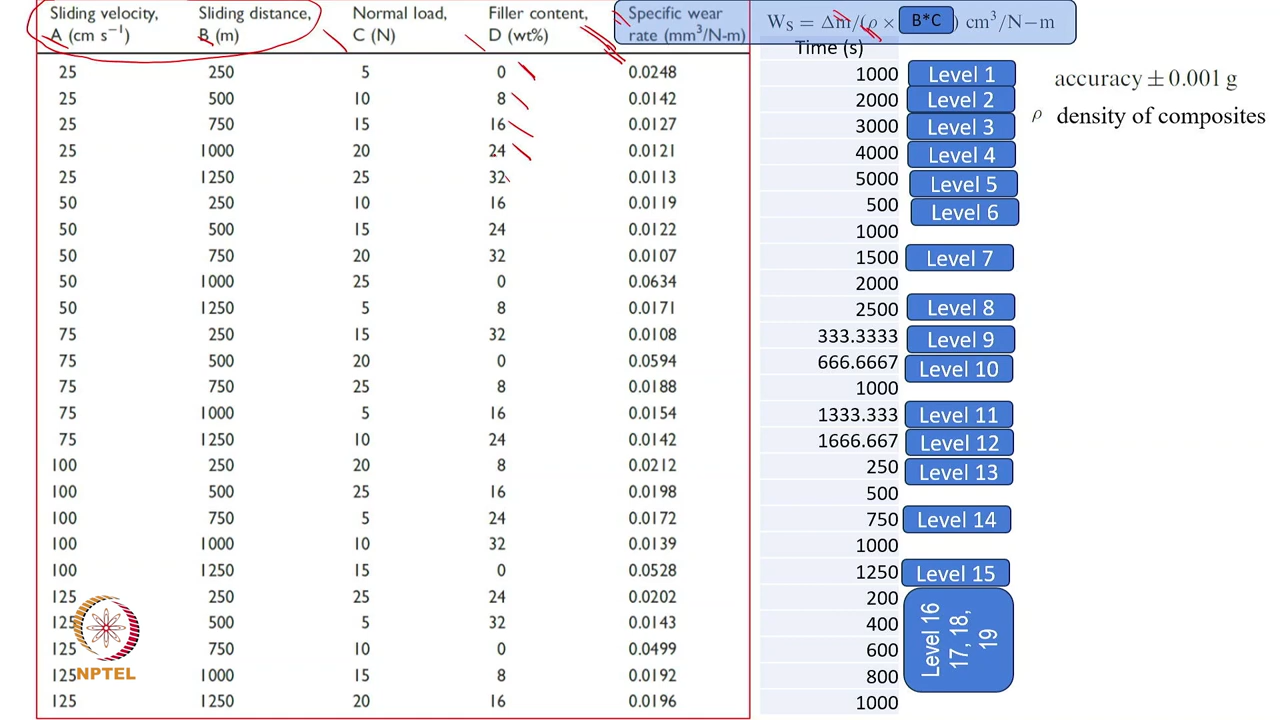 Sliding velocity, Sliding distance, Normal load, Filler content, Specific wear
A (cm s⁻¹) B (m) C (N) D (wt%) rate (mm³/N-m)
Wₛ = Δm/(ρ × B*C ) cm³/N−m
Time (s)
25 250 5 0 0.0248 1000 Level 1
25 500 10 8 0.0142 2000 Level 2
25 750 15 16 0.0127 3000 Level 3
25 1000 20 24 0.0121 4000 Level 4
25 1250 25 32 0.0113 5000 Level 5
50 250 10 16 0.0119 500 Level 6
50 500 15 24 0.0122 1000
50 750 20 32 0.0107 1500 Level 7
50 1000 25 0 0.0634 2000
50 1250 5 8 0.0171 2500 Level 8
75 250 15 32 0.0108 333.3333 Level 9
75 500 20 0 0.0594 666.6667 Level 10
75 750 25 8 0.0188 1000
75 1000 5 16 0.0154 1333.333 Level 11
75 1250 10 24 0.0142 1666.667 Level 12
100 250 20 8 0.0212 250 Level 13
100 500 25 16 0.0198 500
100 750 5 24 0.0172 750 Level 14
100 1000 10 32 0.0139 1000
100 1250 15 0 0.0528 1250 Level 15
125 250 25 24 0.0202 200
125 500 5 32 0.0143 400
125 750 10 0 0.0499 600
125 1000 15 8 0.0192 800
125 1250 20 16 0.0196 1000
Level 16
17, 18,
19
accuracy ± 0.001 g
ρ density of composites
NPTEL